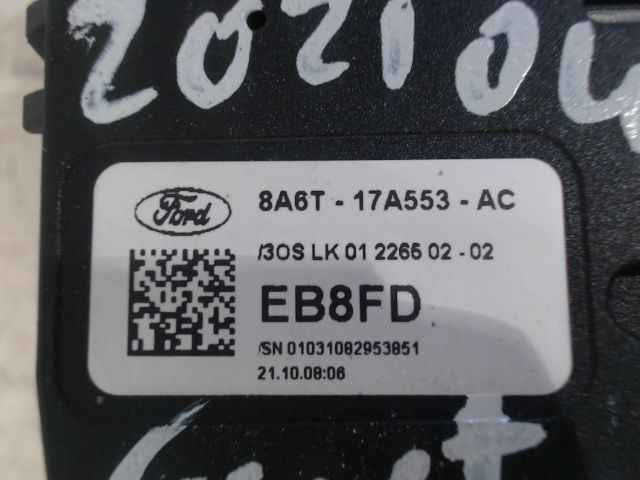 202104
Ford
8A6T - 17A553 - AC
/3OS LK 01 2266 02 - 02
EB8FD
/SN 01031082953851
21.10.08:06